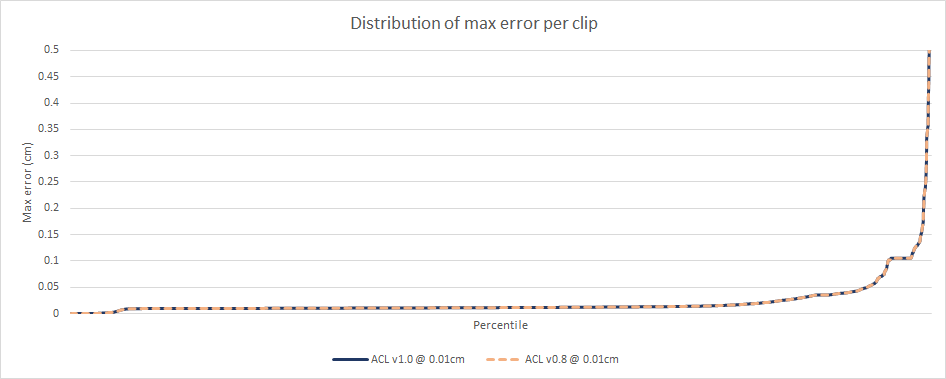 Distribution of max error per clip
0.5
0.45
0.4
0.35
0.3
0.25
0.2
0.15
0.1
0.05
0
Max error (cm)
Percentile
ACL v1.0 @ 0.01cm ACL v0.8 @ 0.01cm